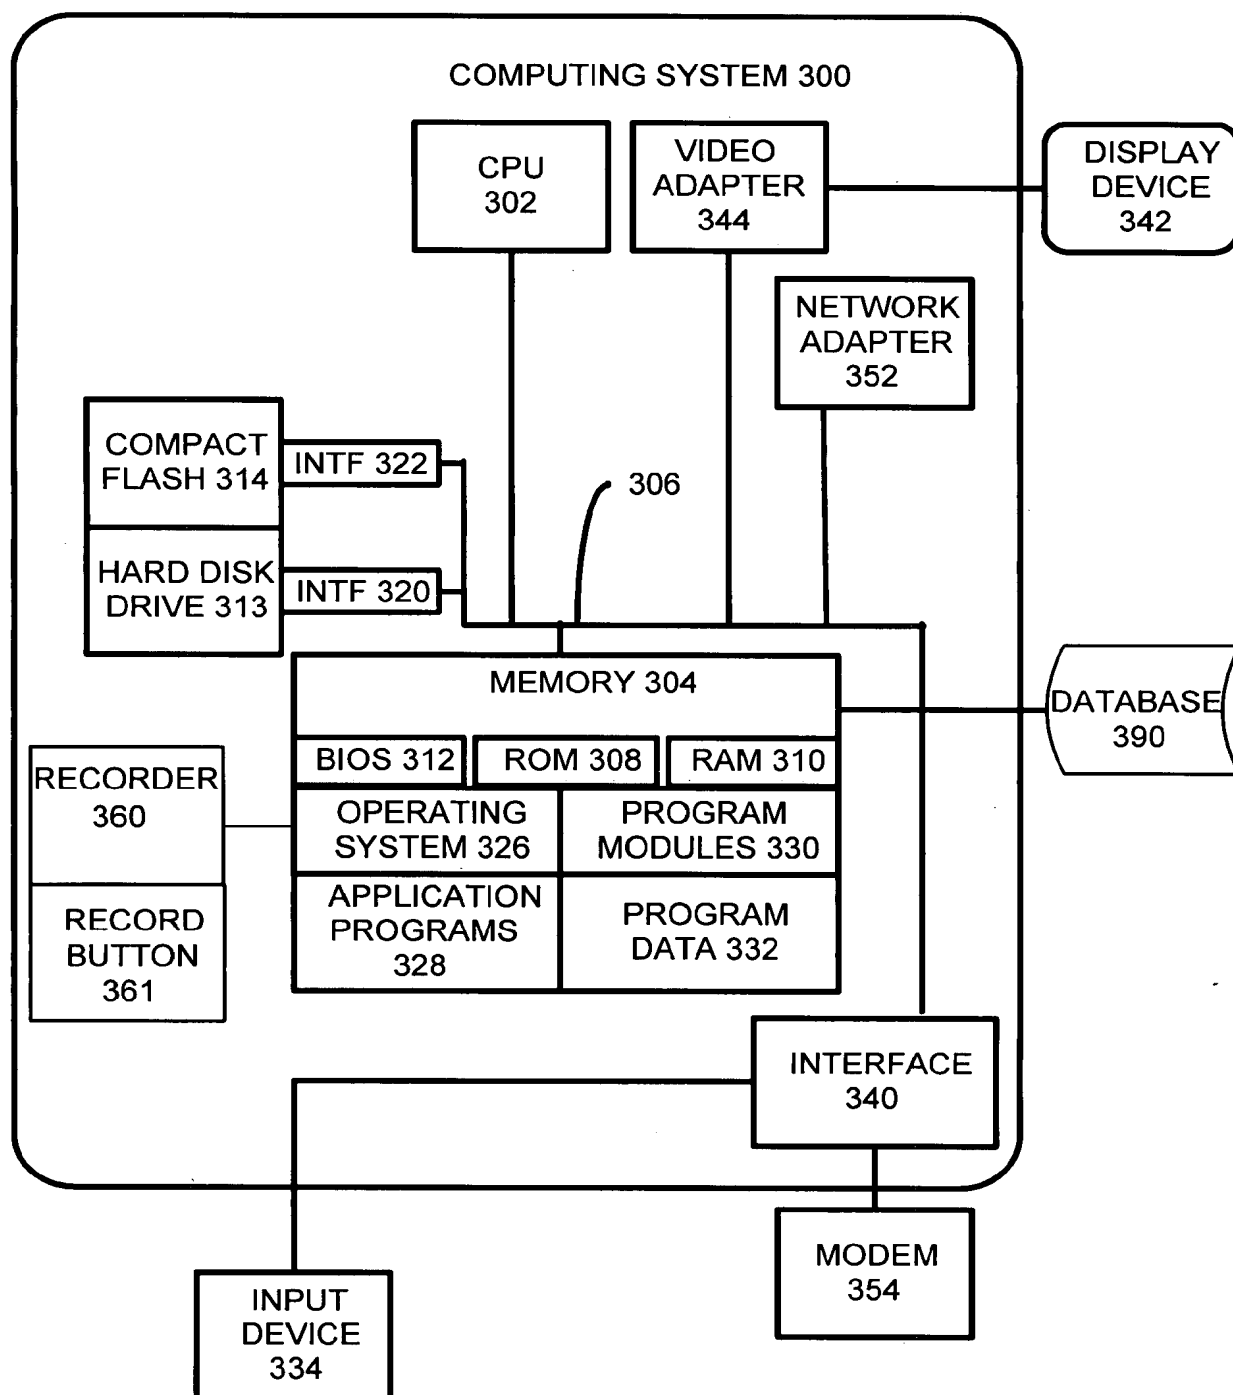 COMPUTING SYSTEM 300
CPU
302
VIDEO
ADAPTER
344
DISPLAY
DEVICE
342
NETWORK
ADAPTER
352
COMPACT
FLASH 314
INTF 322
306
HARD DISK
DRIVE 313
INTF 320
MEMORY 304
DATABASE
390
BIOS 312
ROM 308
RAM 310
RECORDER
360
OPERATING
SYSTEM 326
PROGRAM
MODULES 330
RECORD
BUTTON
361
APPLICATION
PROGRAMS
328
PROGRAM
DATA 332
INTERFACE
340
MODEM
354
INPUT
DEVICE
334